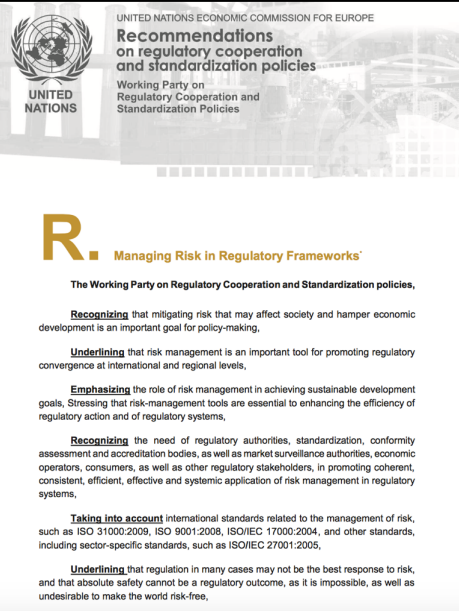 UNITED NATIONS ECONOMIC COMMISSION FOR EUROPE
Recommendations
on regulatory cooperation
and standardization policies
Working Party on
Regulatory Cooperation and
Standardization Policies
UNITED
NATIONS
R. Managing Risk in Regulatory Frameworks*
The Working Party on Regulatory Cooperation and Standardization policies,
Recognizing that mitigating risk that may affect society and hamper economic
development is an important goal for policy-making,
Underlining that risk management is an important tool for promoting regulatory
convergence at international and regional levels,
Emphasizing the role of risk management in achieving sustainable development
goals, Stressing that risk-management tools are essential to enhancing the efficiency of
regulatory action and of regulatory systems,
Recognizing the need of regulatory authorities, standardization, conformity
assessment and accreditation bodies, as well as market surveillance authorities, economic
operators, consumers, as well as other regulatory stakeholders, in promoting coherent,
consistent, efficient, effective and systemic application of risk management in regulatory
systems,
Taking into account international standards related to the management of risk,
such as ISO 31000:2009, ISO 9001:2008, ISO/IEC 17000:2004, and other standards,
including sector-specific standards, such as ISO/IEC 27001:2005,
Underlining that regulation in many cases may not be the best response to risk,
and that absolute safety cannot be a regulatory outcome, as it is impossible, as well as
undesirable to make the world risk-free,